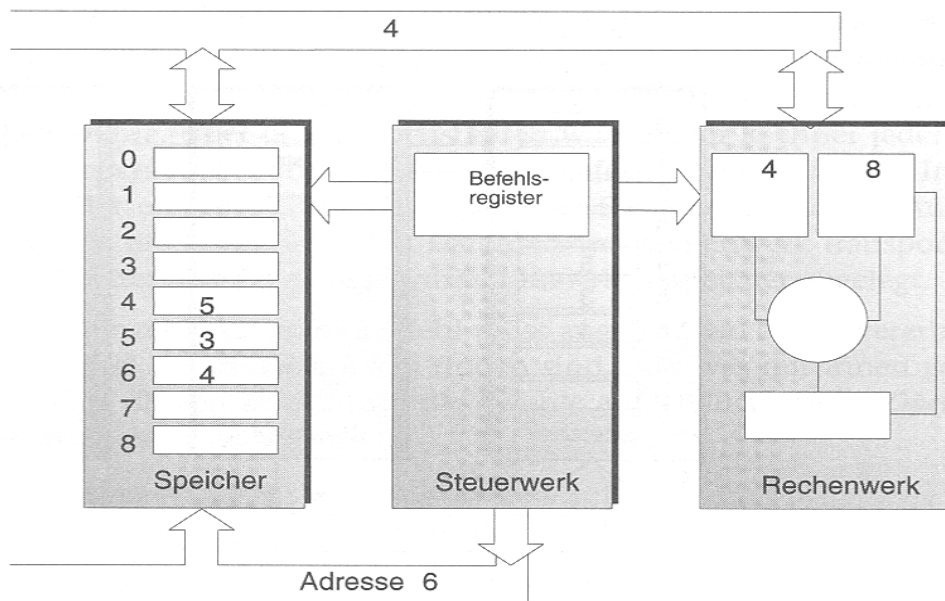 4
0
1
2
3
4 5
5 3
6 4
7
8
Speicher
Befehls-
register
Steuerwerk
4 8
Rechenwerk
Adresse 6